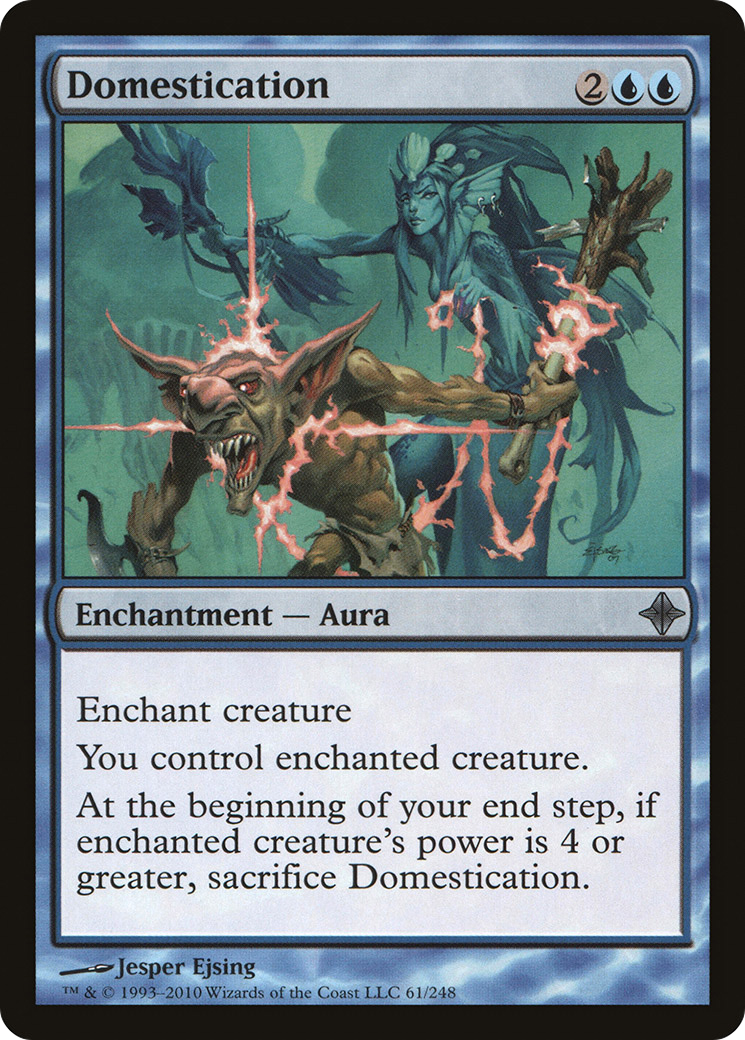 Domestication 2
Enchantment — Aura
Enchant creature
You control enchanted creature.
At the beginning of your end step, if
enchanted creature's power is 4 or
greater, sacrifice Domestication.
Jesper Ejsing
™ & © 1993–2010 Wizards of the Coast LLC 61/248